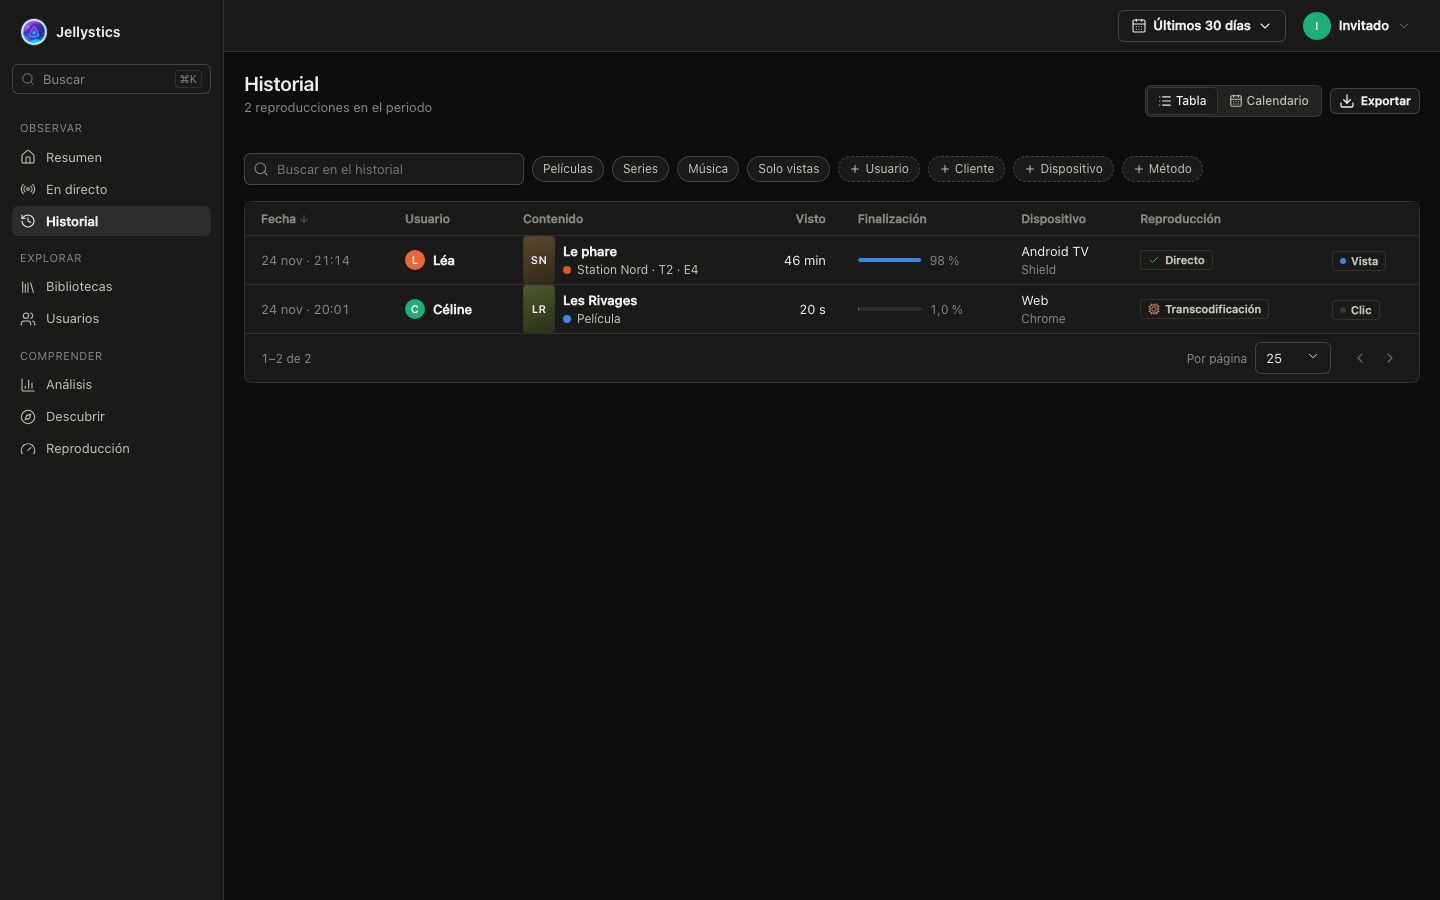 Jellystics
Últimos 30 días
I Invitado
Buscar ⌘K
Historial
2 reproducciones en el periodo
Tabla Calendario Exportar
OBSERVAR
Resumen
En directo
Historial
EXPLORAR
Bibliotecas
Usuarios
COMPRENDER
Análisis
Descubrir
Reproducción
Buscar en el historial Películas Series Música Solo vistas + Usuario + Cliente + Dispositivo + Método
Fecha ↓ Usuario Contenido Visto Finalización Dispositivo Reproducción
24 nov · 21:14 L Léa SN Le phare 46 min 98 % Android TV Directo Vista
Station Nord · T2 · E4 Shield
24 nov · 20:01 C Céline LR Les Rivages 20 s 1,0 % Web Transcodificación Clic
Película Chrome
1–2 de 2 Por página 25